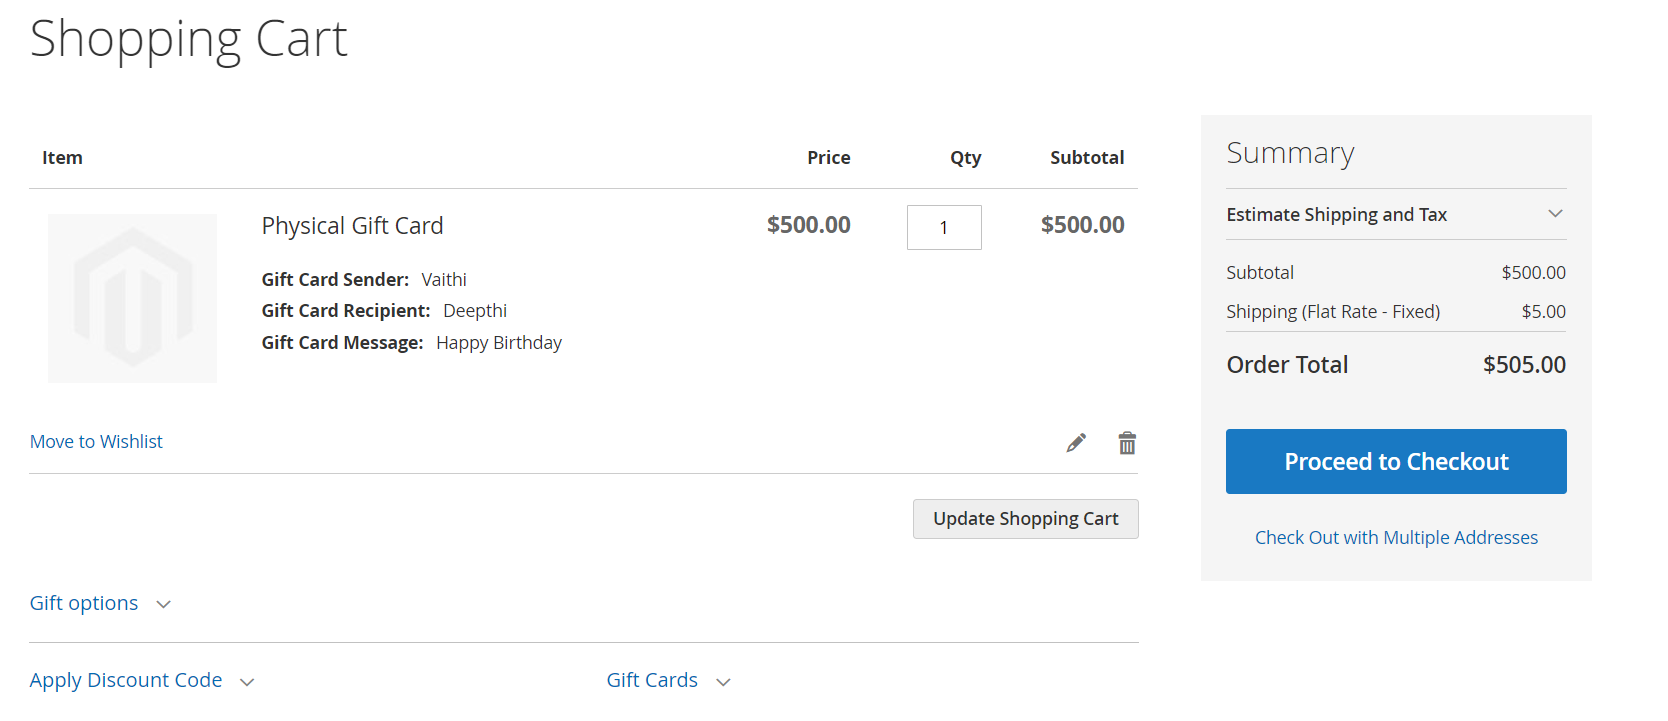 Shopping Cart
Item Price Qty Subtotal
Physical Gift Card $500.00 1 $500.00
Gift Card Sender: Vaithi
Gift Card Recipient: Deepthi
Gift Card Message: Happy Birthday
Move to Wishlist
Update Shopping Cart
Gift options
Apply Discount Code Gift Cards
Summary
Estimate Shipping and Tax
Subtotal $500.00
Shipping (Flat Rate - Fixed) $5.00
Order Total $505.00
Proceed to Checkout
Check Out with Multiple Addresses